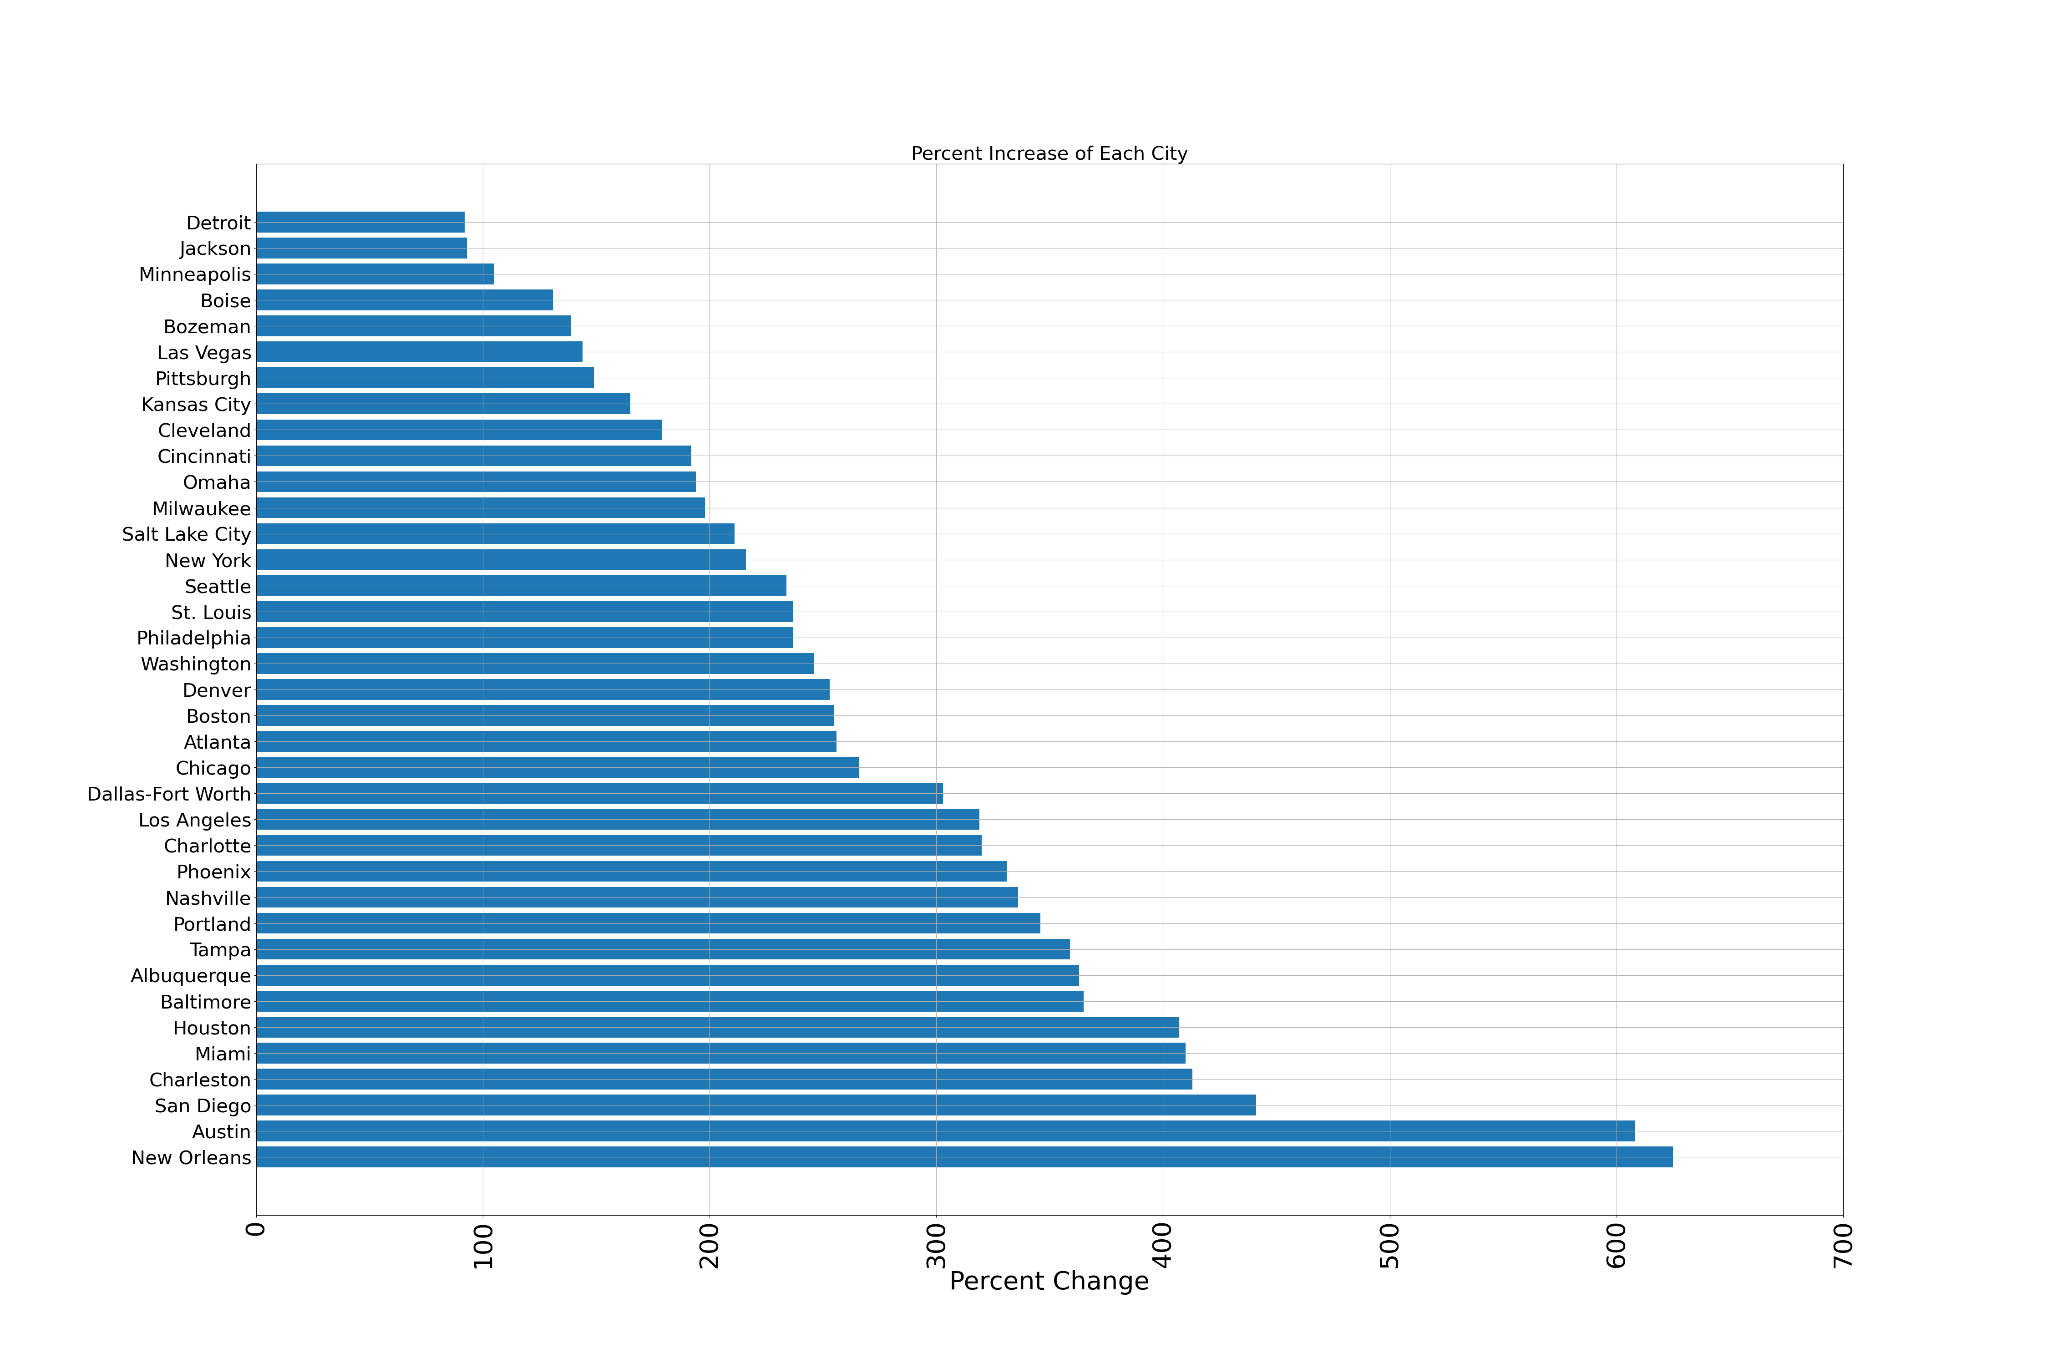 Percent Increase of Each City
Detroit
Jackson
Minneapolis
Boise
Bozeman
Las Vegas
Pittsburgh
Kansas City
Cleveland
Cincinnati
Omaha
Milwaukee
Salt Lake City
New York
Seattle
St. Louis
Philadelphia
Washington
Denver
Boston
Atlanta
Chicago
Dallas-Fort Worth
Los Angeles
Charlotte
Phoenix
Nashville
Portland
Tampa
Albuquerque
Baltimore
Houston
Miami
Charleston
San Diego
Austin
New Orleans
0 100 200 300 400 500 600 700
Percent Change